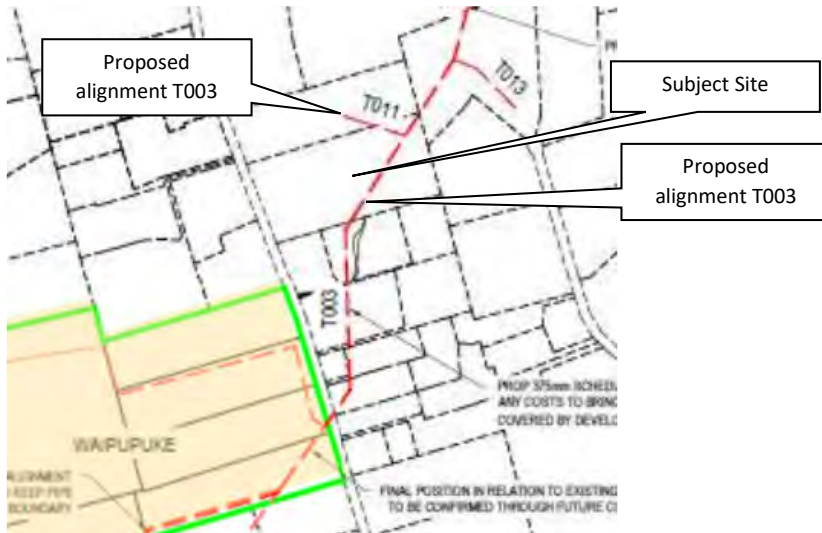 Proposed
alignment T003
Subject Site
Proposed
alignment T003
T011
T013
T003
PROP 375mm SCHEDU
ANY COSTS TO BRING
COVERED BY DEVELO
WAIPUPUKE
ALIGNMENT
KEEP PIPE
BOUNDARY
FINAL POSITION IN RELATION TO EXISTING
TO BE CONFIRMED THROUGH FUTURE C